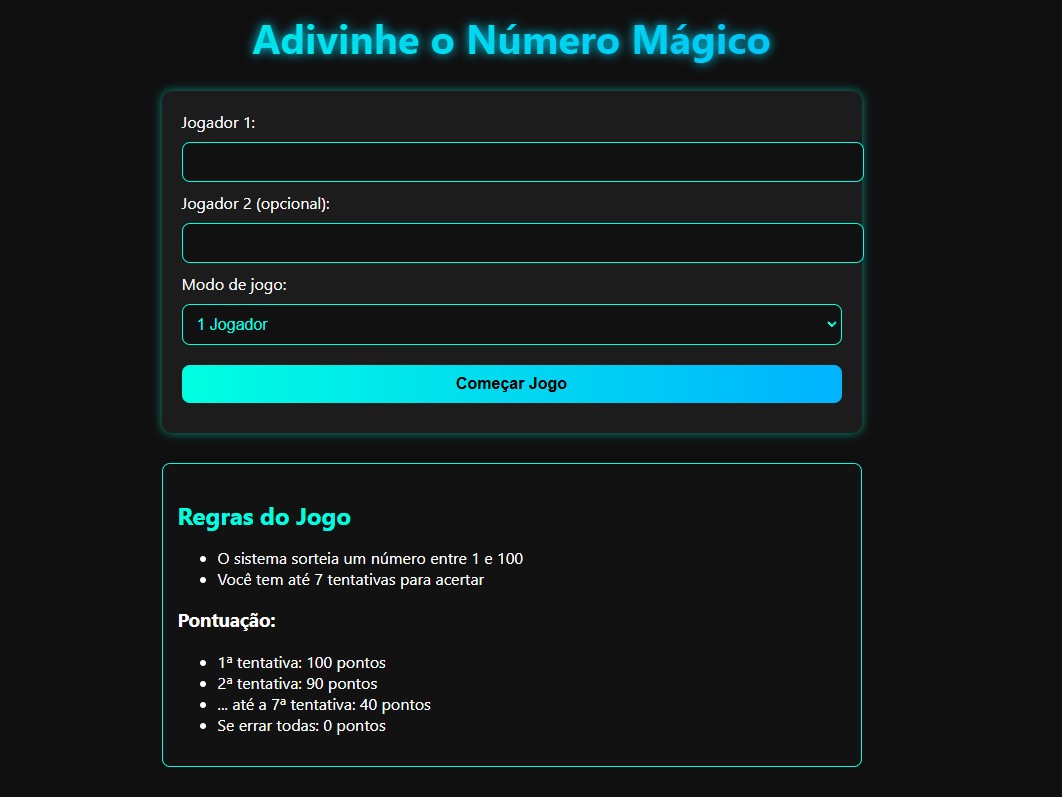 Adivinhe o Número Mágico
Jogador 1:
Jogador 2 (opcional):
Modo de jogo:
1 Jogador
Começar Jogo
Regras do Jogo
• O sistema sorteia um número entre 1 e 100
• Você tem até 7 tentativas para acertar
Pontuação:
• 1ª tentativa: 100 pontos
• 2ª tentativa: 90 pontos
• ... até a 7ª tentativa: 40 pontos
• Se errar todas: 0 pontos